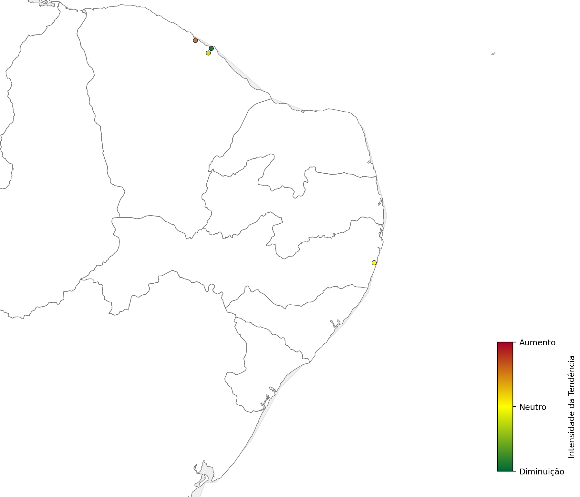 Aumento
Neutro
Diminuição
Intensidade da Tendência